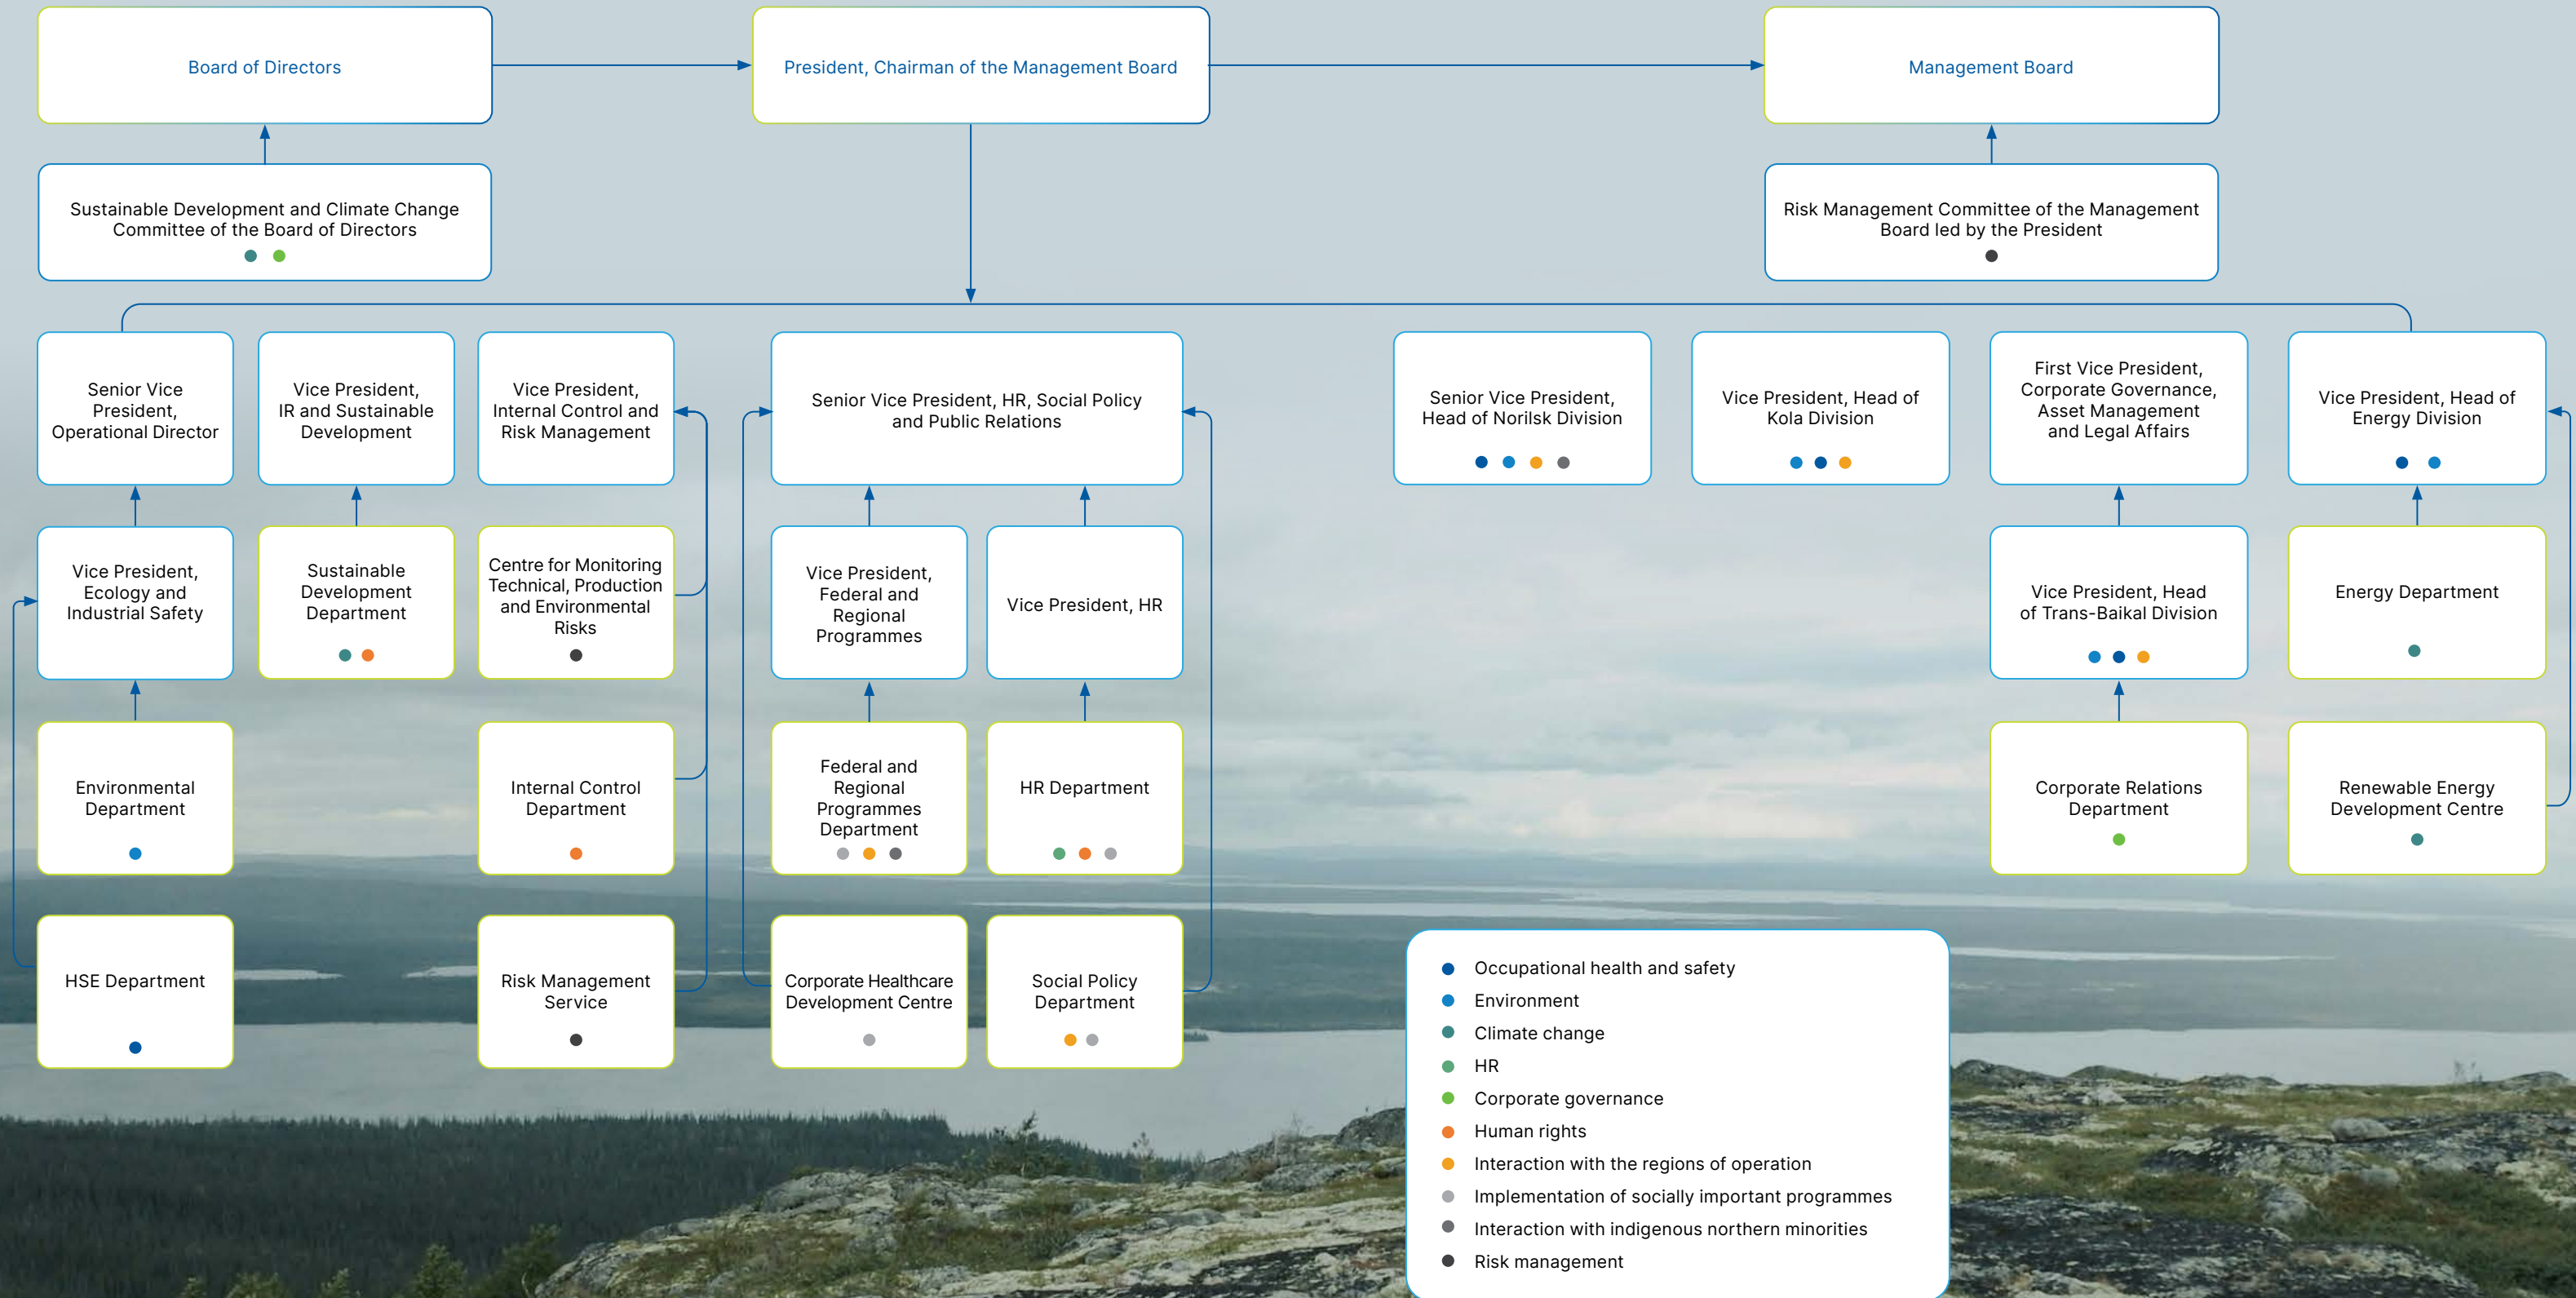 Board of Directors
President, Chairman of the Management Board
Management Board
Sustainable Development and Climate Change
Committee of the Board of Directors
Risk Management Committee of the Management
Board led by the President
Senior Vice
President,
Operational Director
Vice President,
IR and Sustainable
Development
Vice President,
Internal Control and
Risk Management
Senior Vice President, HR, Social Policy
and Public Relations
Senior Vice President,
Head of Norilsk Division
Vice President, Head of
Kola Division
First Vice President,
Corporate Governance,
Asset Management
and Legal Affairs
Vice President, Head of
Energy Division
Vice President,
Ecology and
Industrial Safety
Sustainable
Development
Department
Centre for Monitoring
Technical, Production
and Environmental
Risks
Vice President,
Federal and
Regional
Programmes
Vice President, HR
Vice President, Head
of Trans-Baikal Division
Energy Department
Environmental
Department
Internal Control
Department
Federal and
Regional
Programmes
Department
HR Department
Corporate Relations
Department
Renewable Energy
Development Centre
HSE Department
Risk Management
Service
Corporate Healthcare
Development Centre
Social Policy
Department
Occupational health and safety
Environment
Climate change
HR
Corporate governance
Human rights
Interaction with the regions of operation
Implementation of socially important programmes
Interaction with indigenous northern minorities
Risk management